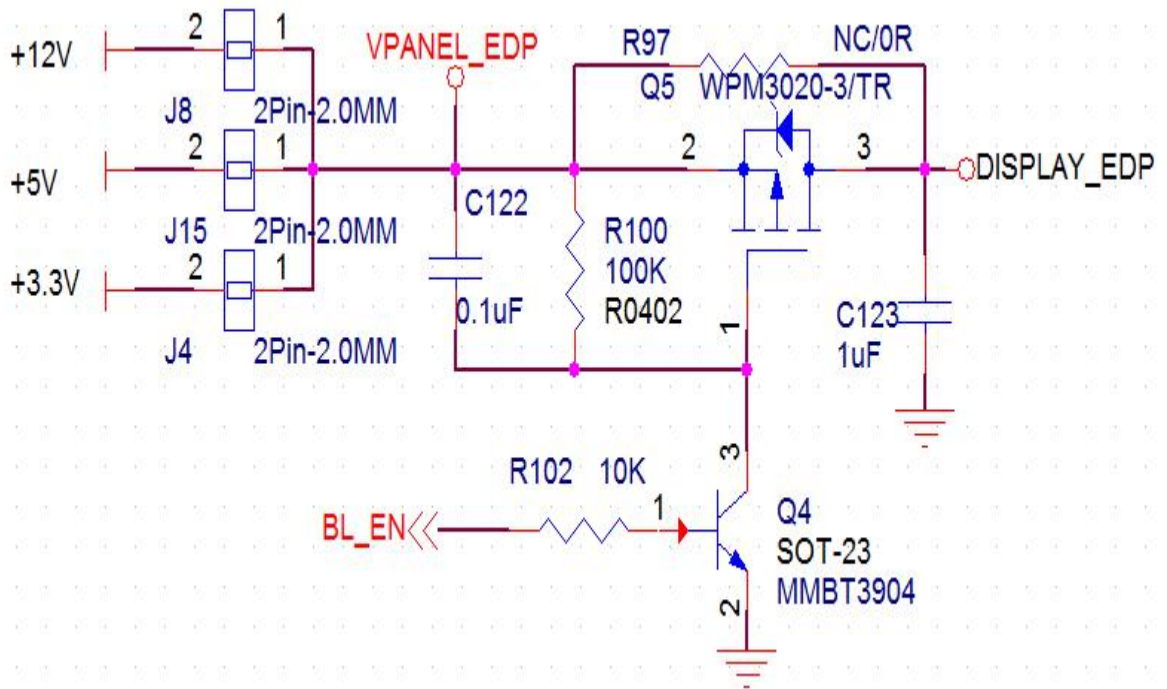 2 1
+12V
J8 2Pin-2.0MM
2 1
+5V
J15 2Pin-2.0MM
2 1
+3.3V
J4 2Pin-2.0MM
VPANEL_EDP
C122
0.1uF
R100
100K
R0402
R97 NC/0R
Q5 WPM3020-3/TR
2 3
1
DISPLAY_EDP
C123
1uF
R102 10K
BL_EN
1
3
2
Q4
SOT-23
MMBT3904